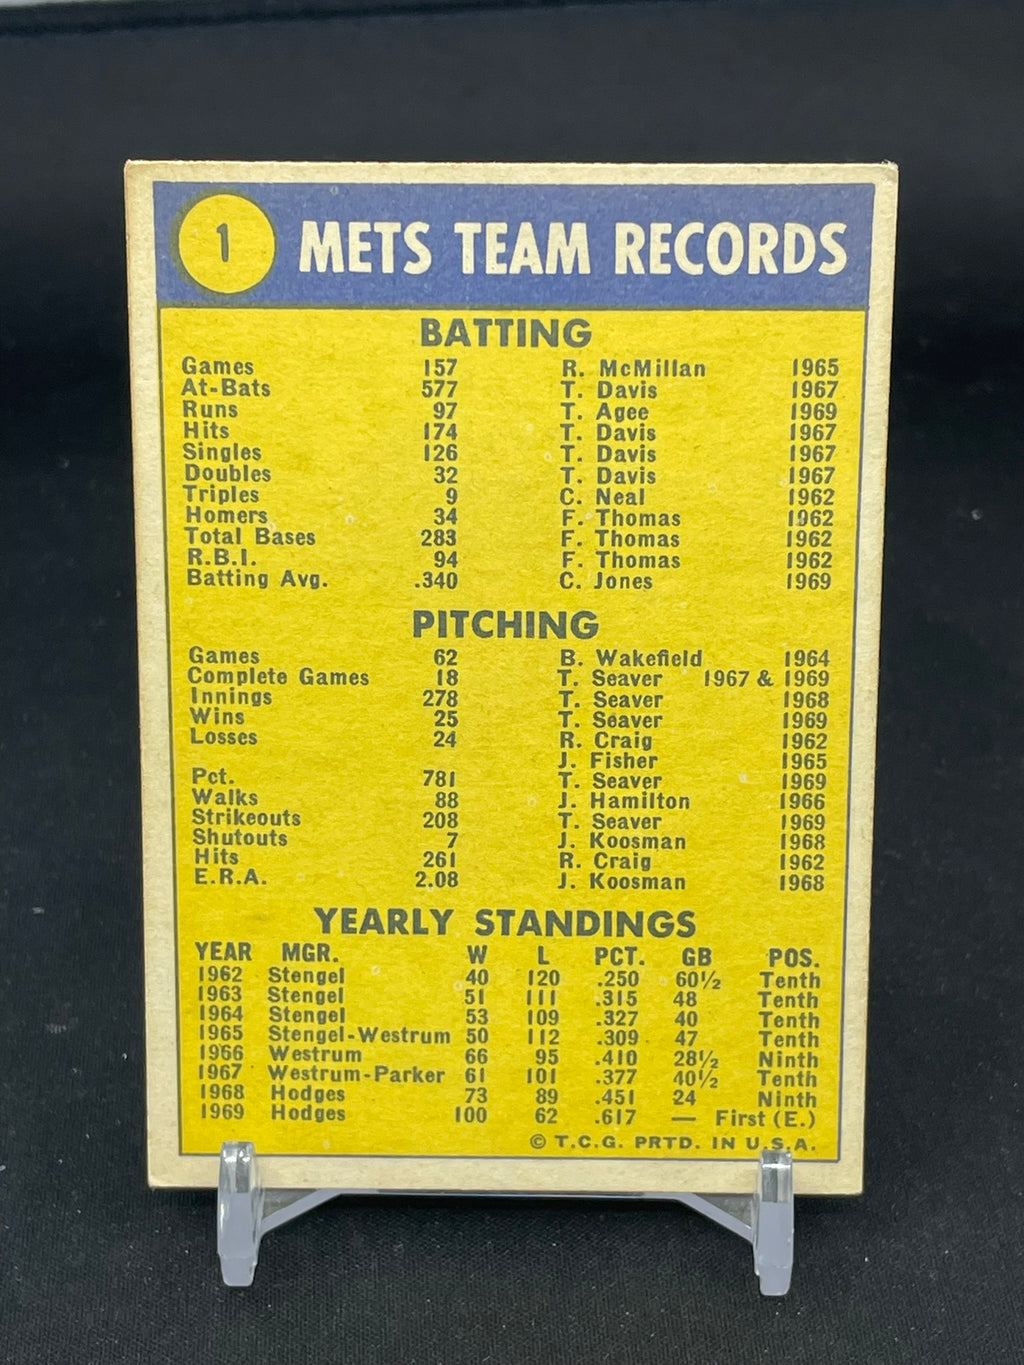 1 METS TEAM RECORDS
BATTING
Games 157 R. McMillan 1965
At-Bats 577 T. Davis 1967
Runs 97 T. Agee 1969
Hits 174 T. Davis 1967
Singles 126 T. Davis 1967
Doubles 32 T. Davis 1967
Triples 9 C. Neal 1962
Homers 34 F. Thomas 1962
Total Bases 283 F. Thomas 1962
R.B.I. 94 F. Thomas 1962
Batting Avg. .340 C. Jones 1969
PITCHING
Games 62 B. Wakefield 1964
Complete Games 18 T. Seaver 1967 & 1969
Innings 278 T. Seaver 1968
Wins 25 T. Seaver 1969
Losses 24 R. Craig 1962
J. Fisher 1965
Pct. 781 T. Seaver 1969
Walks 88 J. Hamilton 1966
Strikeouts 208 T. Seaver 1969
Shutouts 7 J. Koosman 1968
Hits 261 R. Craig 1962
E.R.A. 2.08 J. Koosman 1968
YEARLY STANDINGS
YEAR MGR. W L PCT. GB POS.
1962 Stengel 40 120 .250 60½ Tenth
1963 Stengel 51 111 .315 48 Tenth
1964 Stengel 53 109 .327 40 Tenth
1965 Stengel-Westrum 50 112 .309 47 Tenth
1966 Westrum 66 95 .410 28½ Ninth
1967 Westrum-Parker 61 101 .377 40½ Tenth
1968 Hodges 73 89 .451 24 Ninth
1969 Hodges 100 62 .617 — First (E.)
© T.C.G. PRTD. IN U.S.A.